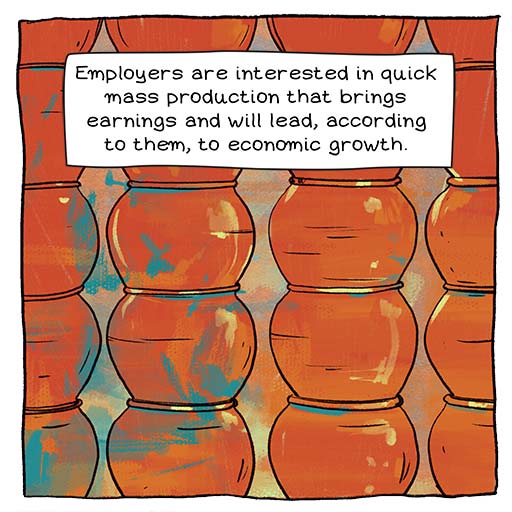 Employers are interested in quick
mass production that brings
earnings and will lead, according
to them, to economic growth.